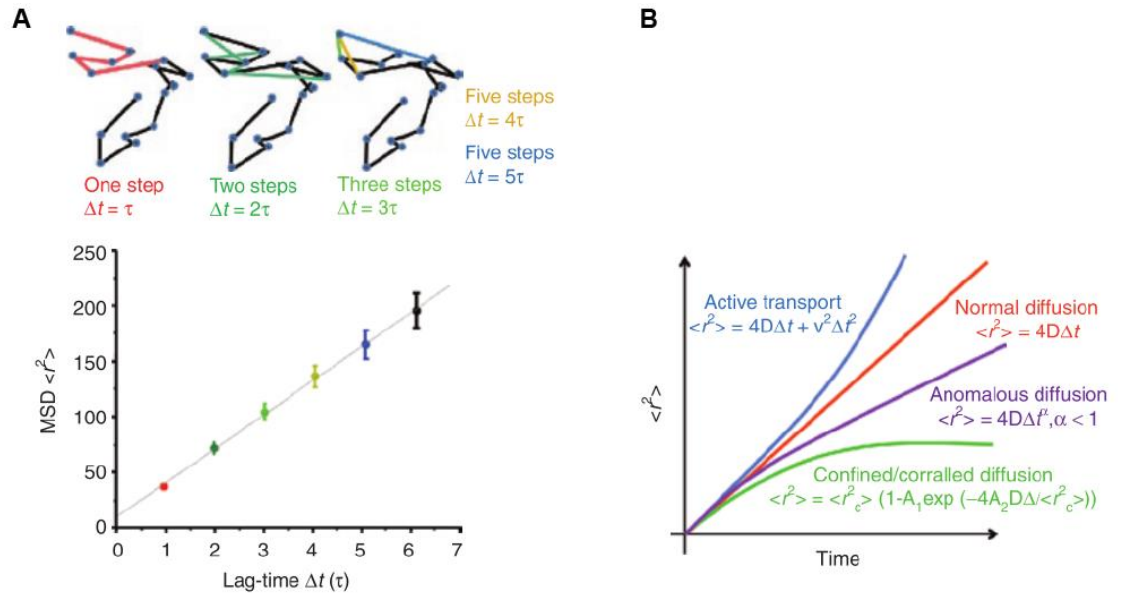 A
Five steps
Δt = 4τ
Five steps
Δt = 5τ
One step
Δt = τ
Two steps
Δt = 2τ
Three steps
Δt = 3τ
250
200
150
100
50
0
MSD <r²>
0 1 2 3 4 5 6 7
Lag-time Δt (τ)
B
Active transport
<r²> = 4DΔt + v²Δt²
Normal diffusion
<r²> = 4DΔt
Anomalous diffusion
<r²> = 4DΔtᵅ,α < 1
Confined/corralled diffusion
<r²> = <r²c> (1-A₁exp (−4A₂DΔ/<r²c>))
<r²>
Time